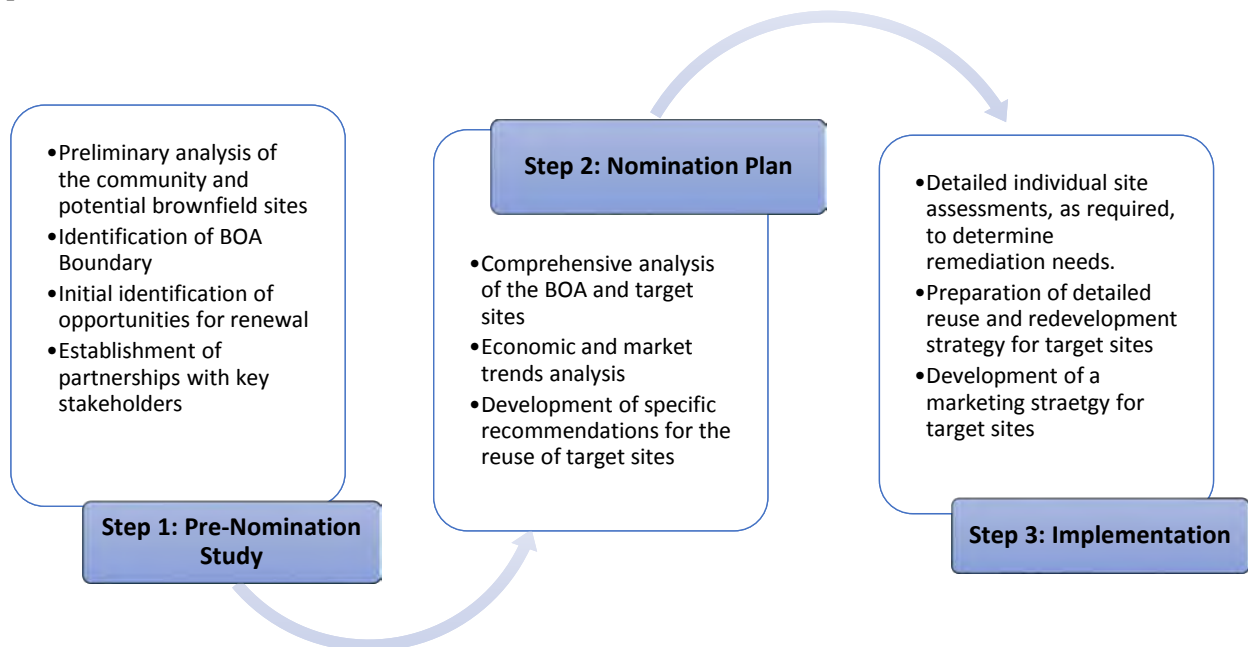 •Preliminary analysis of
the community and
potential brownfield sites
•Identification of BOA
Boundary
•Initial identification of
opportunities for renewal
•Establishment of
partnerships with key
stakeholders
Step 1: Pre-Nomination
Study
Step 2: Nomination Plan
•Comprehensive analysis
of the BOA and target
sites
•Economic and market
trends analysis
•Development of specific
recommendations for the
reuse of target sites
•Detailed individual site
assessments, as required,
to determine
remediation needs.
•Preparation of detailed
reuse and redevelopment
strategy for target sites
•Development of a
marketing straetgy for
target sites
Step 3: Implementation